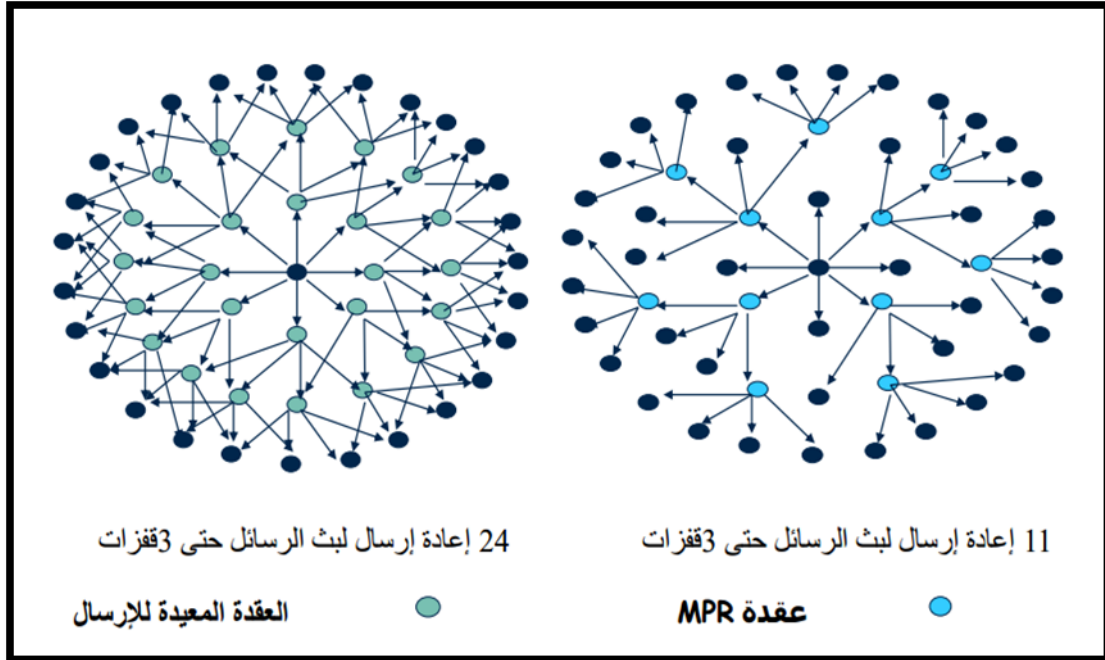 11 إعادة إرسال لبث الرسائل حتى 3قفزات
24 إعادة إرسال لبث الرسائل حتى 3قفزات
عقدة MPR
العقدة المعيدة للإرسال